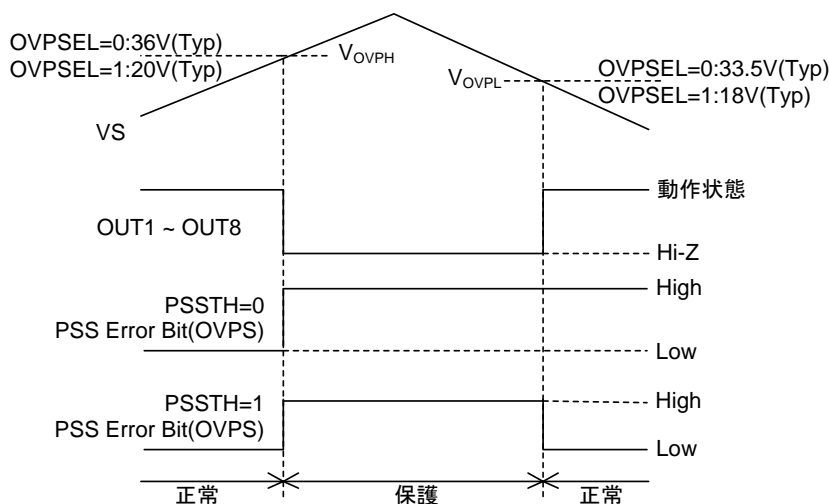 OVPSEL=0:36V(Typ)
OVPSEL=1:20V(Typ)
VOVPH
VOVPL
OVPSEL=0:33.5V(Typ)
OVPSEL=1:18V(Typ)
VS
動作状態
OUT1 ~ OUT8
Hi-Z
High
PSSTH=0
PSS Error Bit(OVPS)
Low
High
PSSTH=1
PSS Error Bit(OVPS)
Low
正常
保護
正常